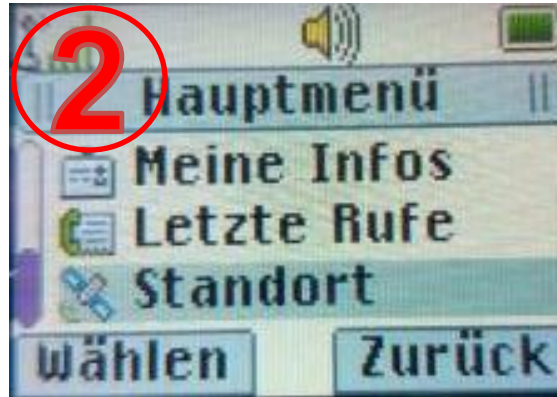 2
Hauptmenü
Meine Infos
Letzte Rufe
Standort
Wählen
Zurück